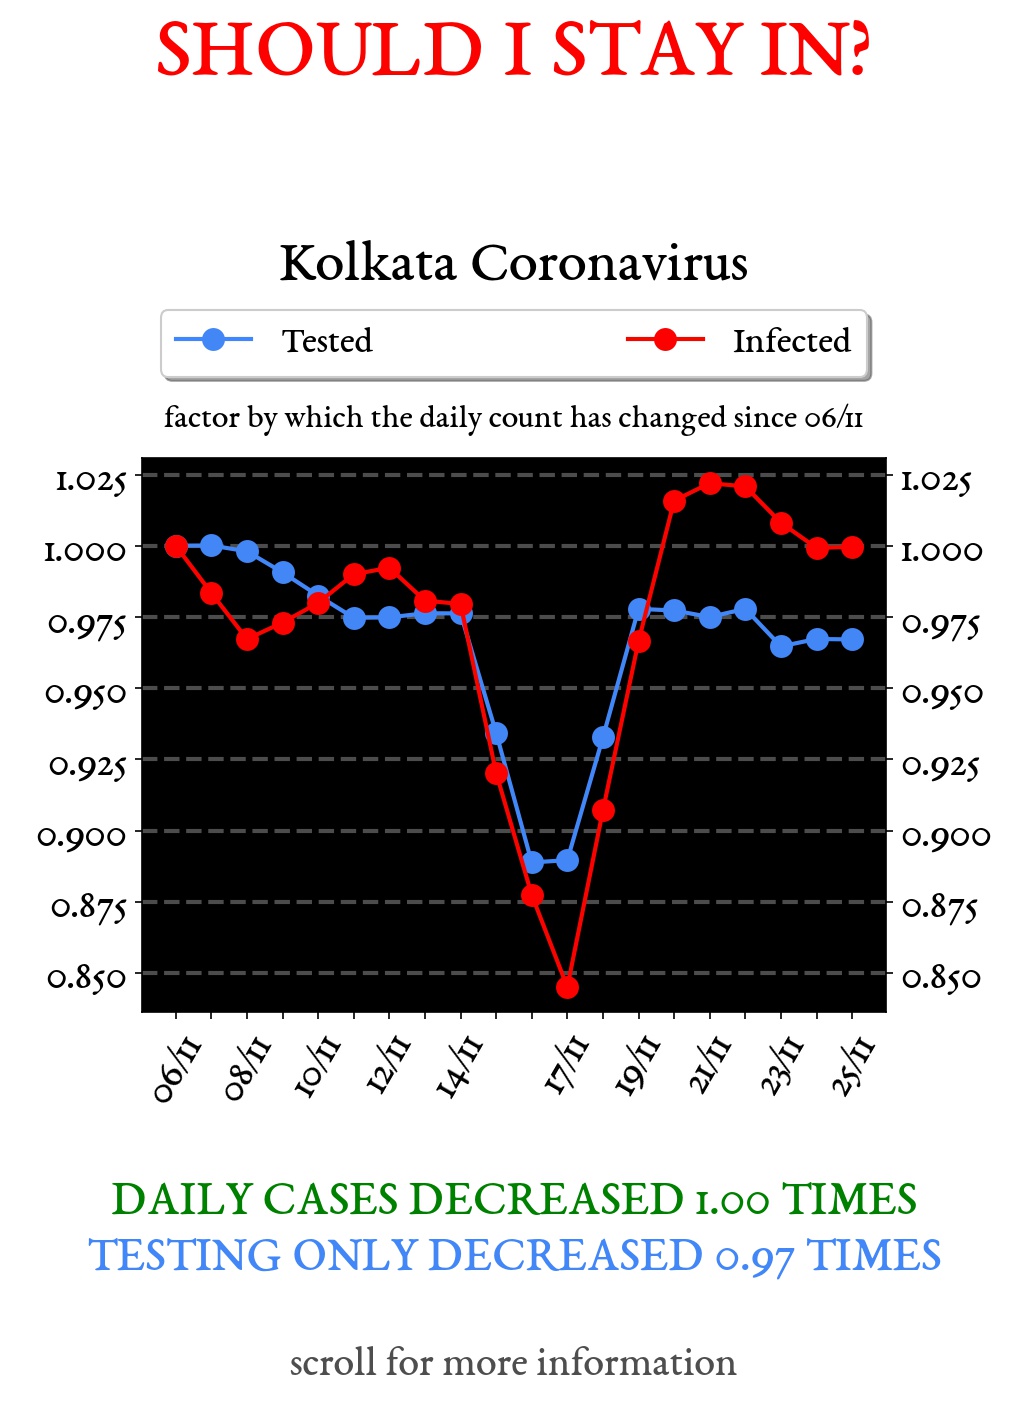 SHOULD I STAY IN?
Kolkata Coronavirus
Tested Infected
factor by which the daily count has changed since 06/11
1.025 1.025
1.000 1.000
0.975 0.975
0.950 0.950
0.925 0.925
0.900 0.900
0.875 0.875
0.850 0.850
06/11 08/11 10/11 12/11 14/11 17/11 19/11 21/11 23/11 25/11
DAILY CASES DECREASED 1.00 TIMES
TESTING ONLY DECREASED 0.97 TIMES
scroll for more information